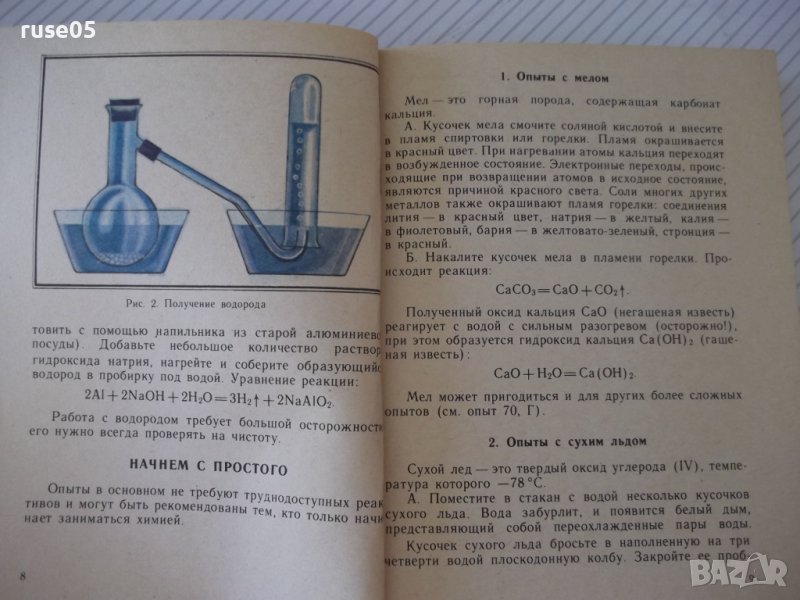 ruse05
Рис. 2. Получение водорода
товить с помощью напильника из старой алюминиево
посуды). Добавьте небольшое количество раствор
гидроксида натрия, нагрейте и соберите образующий
водород в пробирку под водой. Уравнение реакции:
2Al+2NaOH+2H₂O=3H₂↑+2NaAlO₂.
Работа с водородом требует большой осторожности
его нужно всегда проверять на чистоту.
НАЧНЕМ С ПРОСТОГО
Опыты в основном не требуют труднодоступных реак
тивов и могут быть рекомендованы тем, кто только начи
нает заниматься химией.
8
1. Опыты с мелом
Мел — это горная порода, содержащая карбонат
кальция.
А. Кусочек мела смочите соляной кислотой и внесите
в пламя спиртовки или горелки. Пламя окрашивается
в красный цвет. При нагревании атомы кальция переходят
в возбужденное состояние. Электронные переходы, проис-
ходящие при возвращении атомов в исходное состояние,
являются причиной красного света. Соли многих других
металлов также окрашивают пламя горелки: соединения
лития — в красный цвет, натрия — в желтый, калия —
в фиолетовый, бария — в желтовато-зеленый, стронция —
в красный.
Б. Накалите кусочек мела в пламени горелки. Про-
исходит реакция:
CaCO₃=CaO+CO₂↑.
Полученный оксид кальция CaO (негашеная известь)
реагирует с водой с сильным разогревом (осторожно!),
при этом образуется гидроксид кальция Ca(OH)₂ (гаше-
ная известь):
CaO+H₂O=Ca(OH)₂.
Мел может пригодиться и для других более сложных
опытов (см. опыт 70, Г).
2. Опыты с сухим льдом
Сухой лед — это твердый оксид углерода (IV), темпе-
ратура которого —78°С.
А. Поместите в стакан с водой несколько кусочков
сухого льда. Вода забурлит, и появится белый дым,
представляющий собой переохлажденные пары воды.
Кусочек сухого льда бросьте в наполненную на три
четверти водой плоскодонную колбу. Закройте ее проб-
9
BAZAR